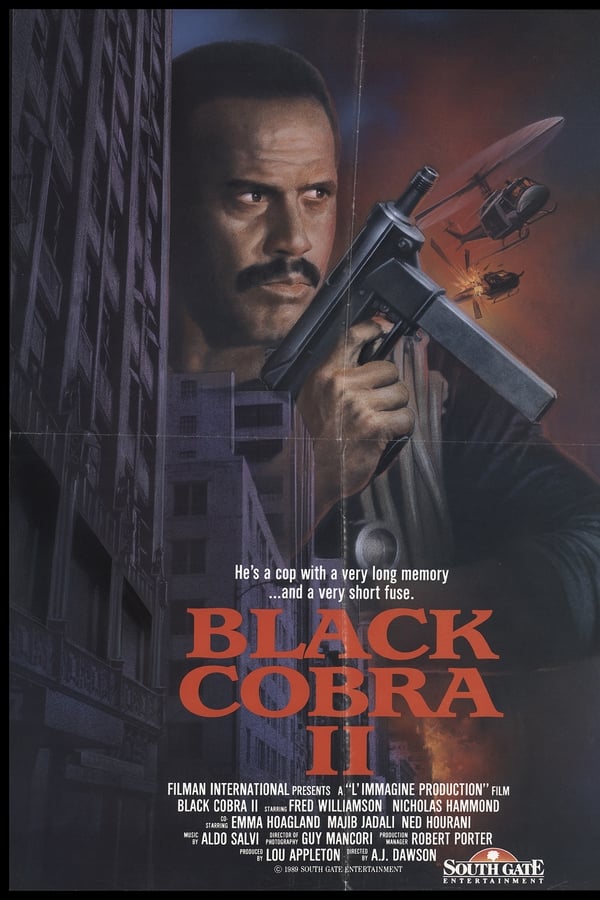 He's a cop with a very long memory
...and a very short fuse.
BLACK
COBRA
II
FILMAN INTERNATIONAL PRESENTS A "L'IMMAGINE PRODUCTION" FILM
BLACK COBRA II STARRING FRED WILLIAMSON NICHOLAS HAMMOND
CO-STARRING EMMA HOAGLAND MAJIB JADALI NED HOURANI
MUSIC BY ALDO SALVI DIRECTOR OF PHOTOGRAPHY GUY MANCORI PRODUCTION MANAGER ROBERT PORTER
PRODUCED BY LOU APPLETON DIRECTED BY A.J. DAWSON
© 1989 SOUTH GATE ENTERTAINMENT
SOUTH GATE
ENTERTAINMENT